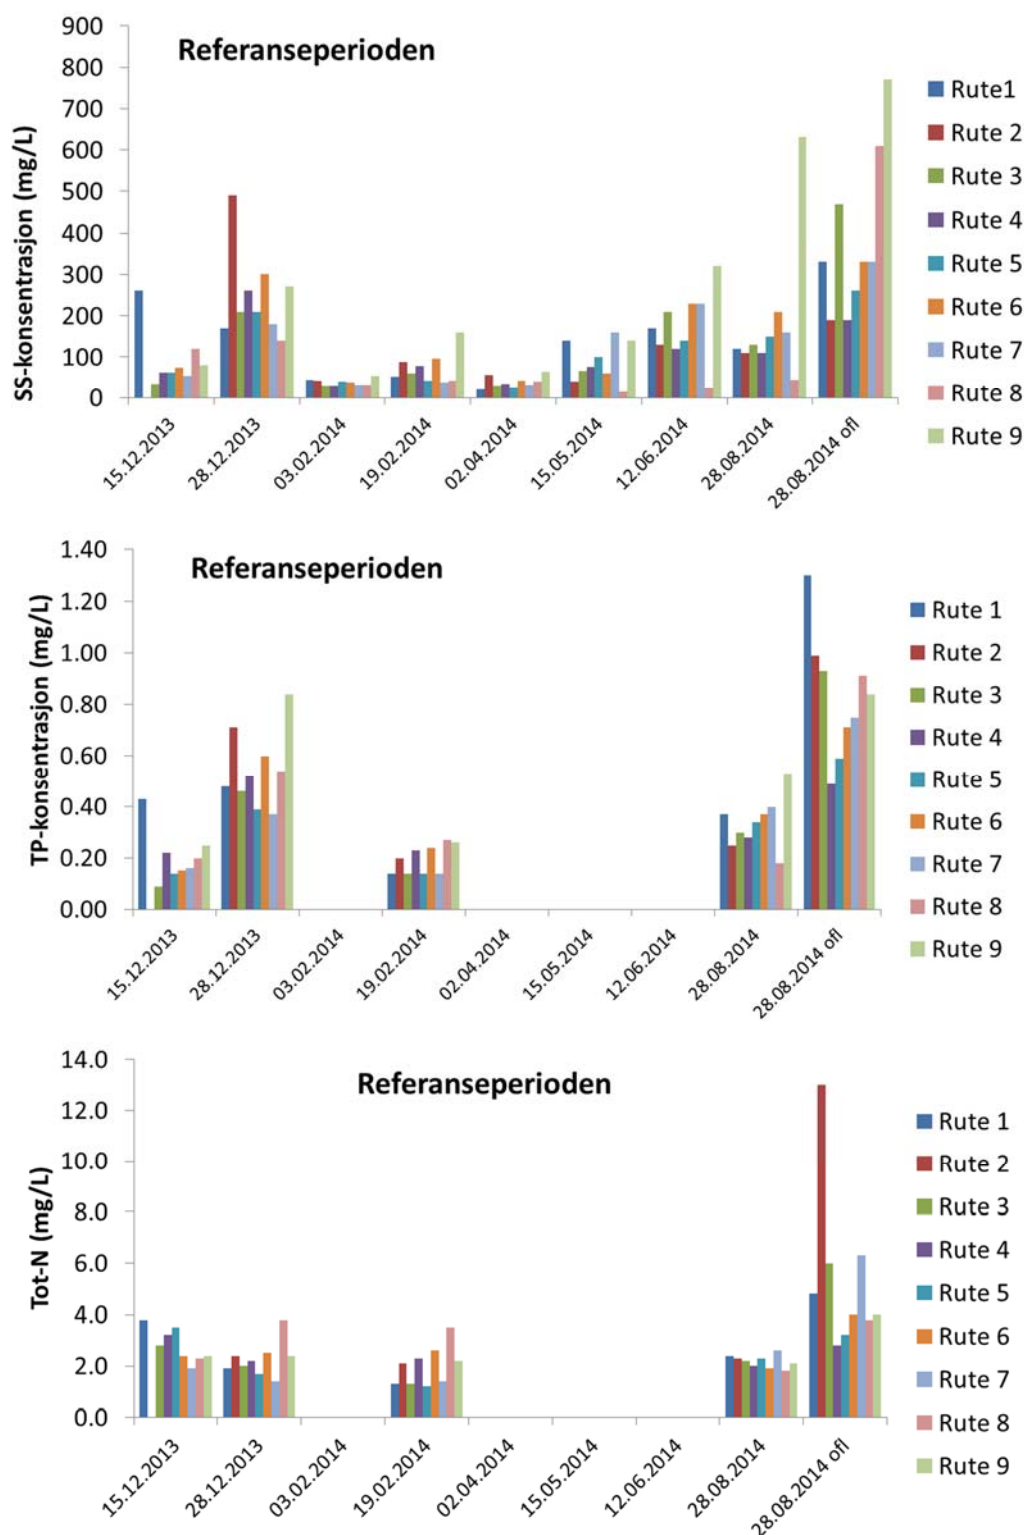 Referanseperioden
SS-konsentrasjon (mg/L)
900
800
700
600
500
400
300
200
100
0
15.12.2013
28.12.2013
03.02.2014
19.02.2014
02.04.2014
15.05.2014
12.06.2014
28.08.2014
28.08.2014 ofl
Rute1
Rute 2
Rute 3
Rute 4
Rute 5
Rute 6
Rute 7
Rute 8
Rute 9
Referanseperioden
TP-konsentrasjon (mg/L)
1.40
1.20
1.00
0.80
0.60
0.40
0.20
0.00
15.12.2013
28.12.2013
03.02.2014
19.02.2014
02.04.2014
15.05.2014
12.06.2014
28.08.2014
28.08.2014 ofl
Rute 1
Rute 2
Rute 3
Rute 4
Rute 5
Rute 6
Rute 7
Rute 8
Rute 9
Referanseperioden
Tot-N (mg/L)
14.0
12.0
10.0
8.0
6.0
4.0
2.0
0.0
15.12.2013
28.12.2013
03.02.2014
19.02.2014
02.04.2014
15.05.2014
12.06.2014
28.08.2014
28.08.2014 ofl
Rute 1
Rute 2
Rute 3
Rute 4
Rute 5
Rute 6
Rute 7
Rute 8
Rute 9